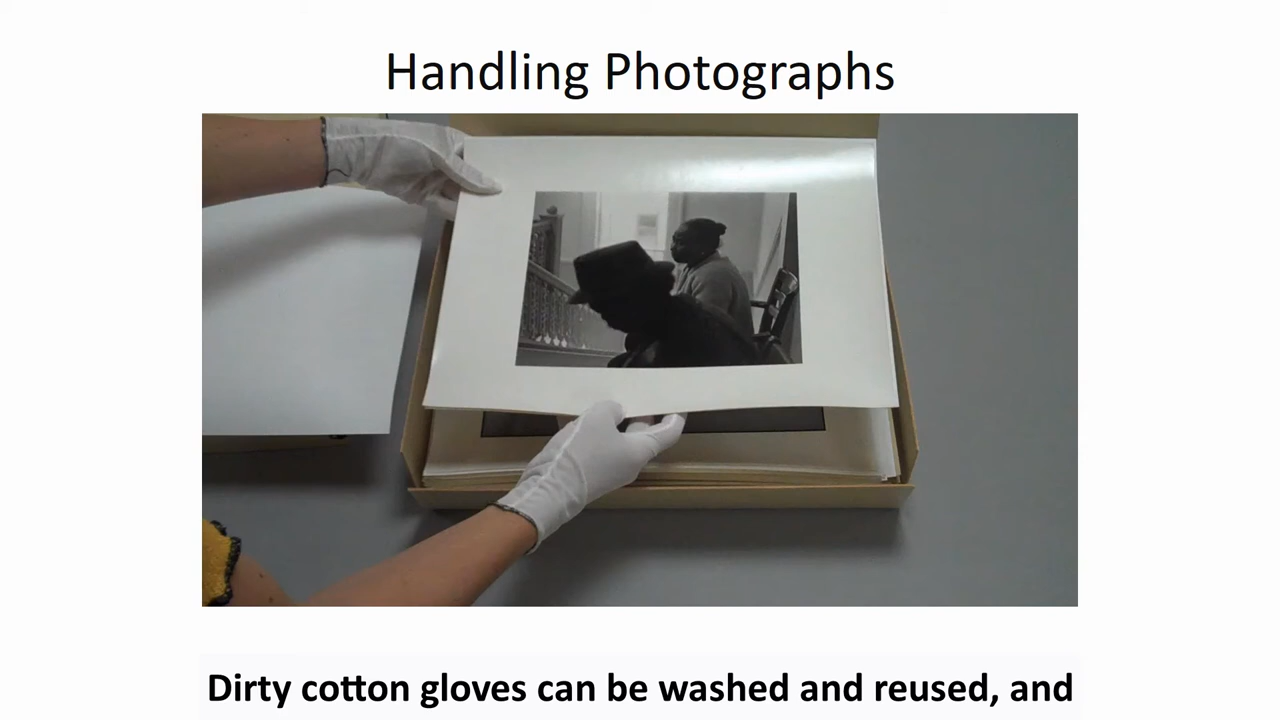 Handling Photographs
Dirty cotton gloves can be washed and reused, and